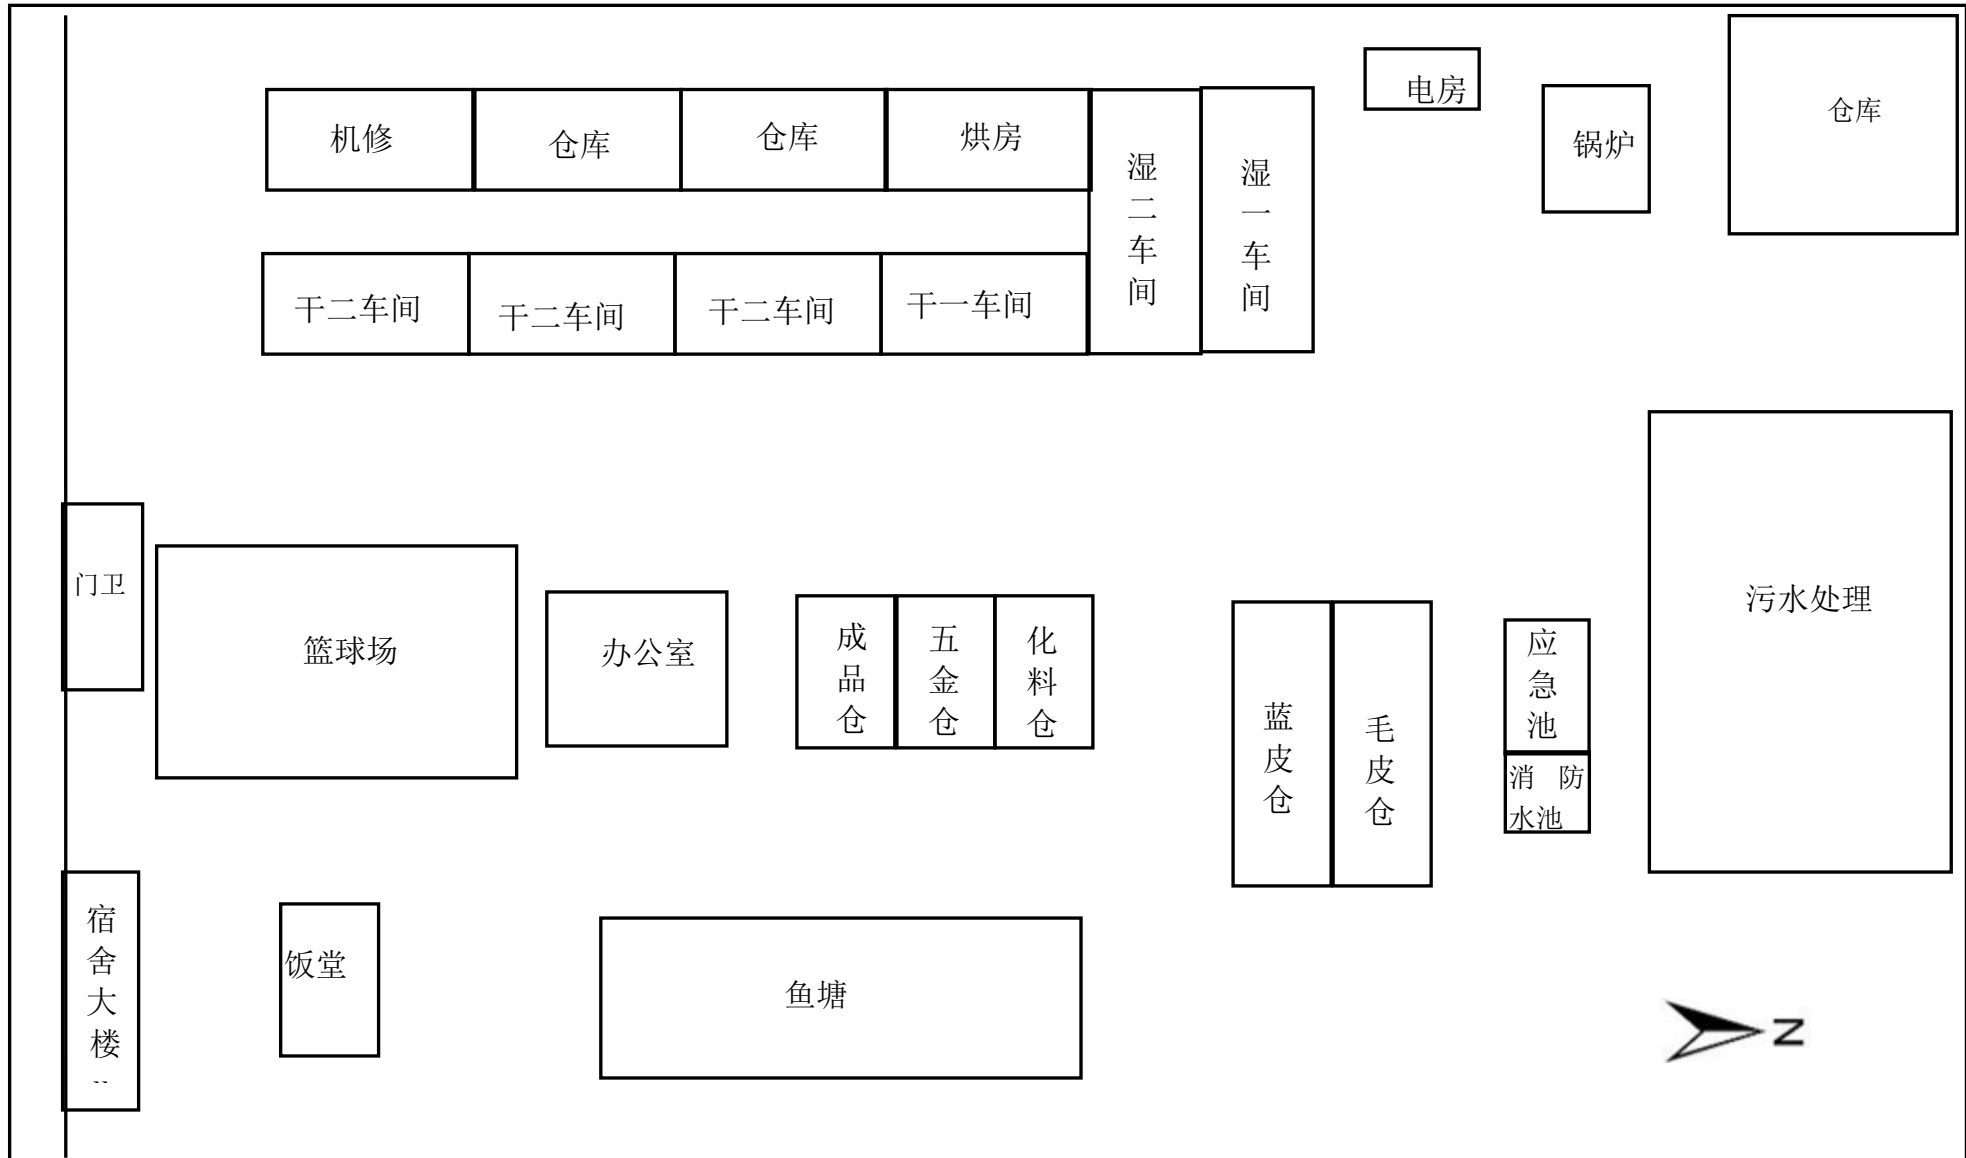 电房
仓库
机修
仓库
仓库
烘房
湿二车间
湿一车间
锅炉
干二车间
干二车间
干二车间
干一车间
门卫
篮球场
办公室
成品仓
五金仓
化料仓
蓝皮仓
毛皮仓
应急池
消 防
水池
污水处理
宿舍大楼
饭堂
鱼塘
N